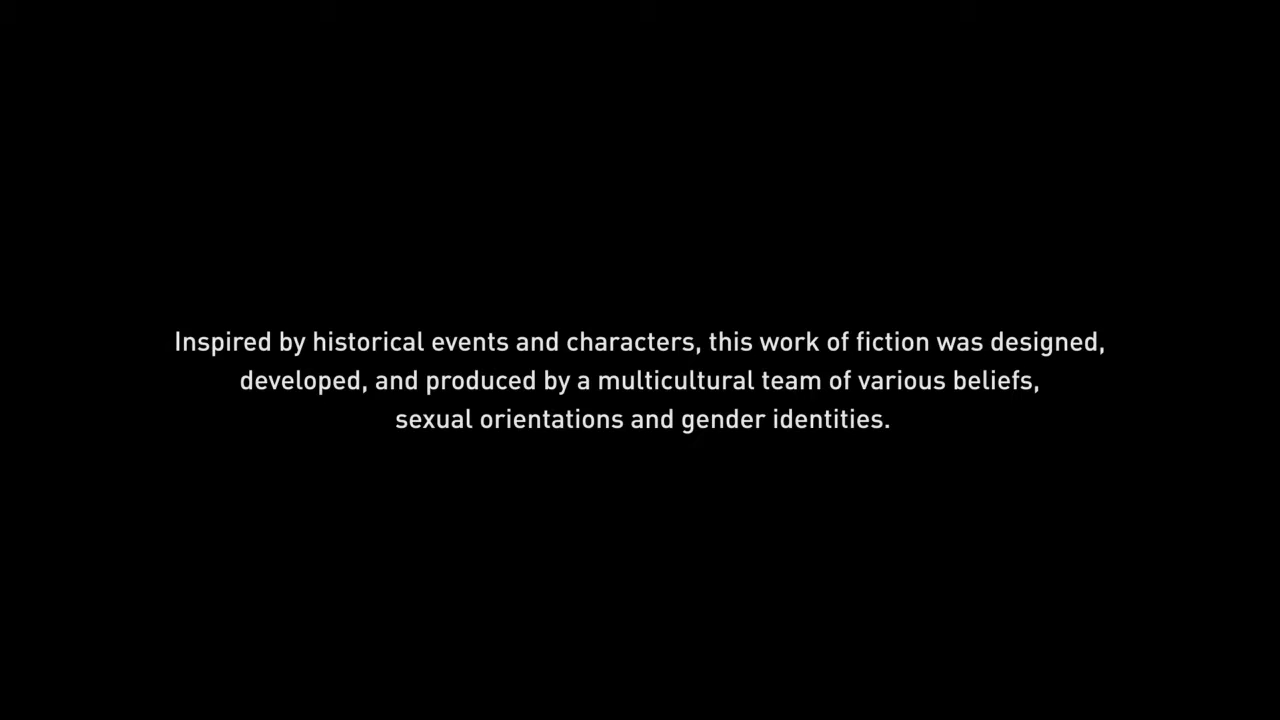 Inspired by historical events and characters, this work of fiction was designed,
developed, and produced by a multicultural team of various beliefs,
sexual orientations and gender identities.